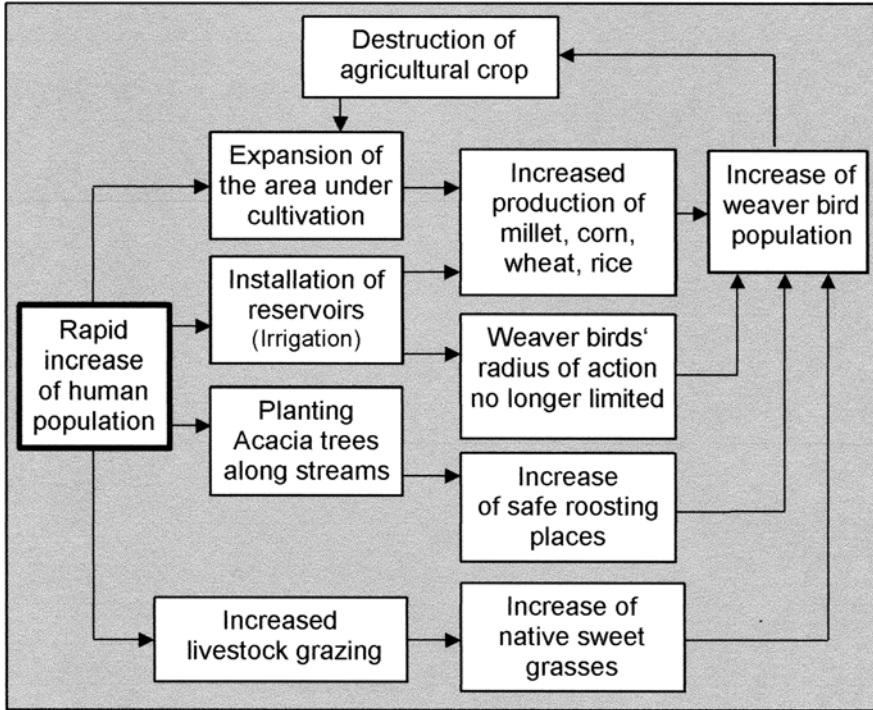 Destruction of
agricultural crop
Expansion of
the area under
cultivation
Increased
production of
millet, corn,
wheat, rice
Increase of
weaver bird
population
Installation of
reservoirs
(Irrigation)
Rapid
increase
of human
population
Weaver birds‘
radius of action
no longer limited
Planting
Acacia trees
along streams
Increase
of safe roosting
places
Increased
livestock grazing
Increase of
native sweet
grasses